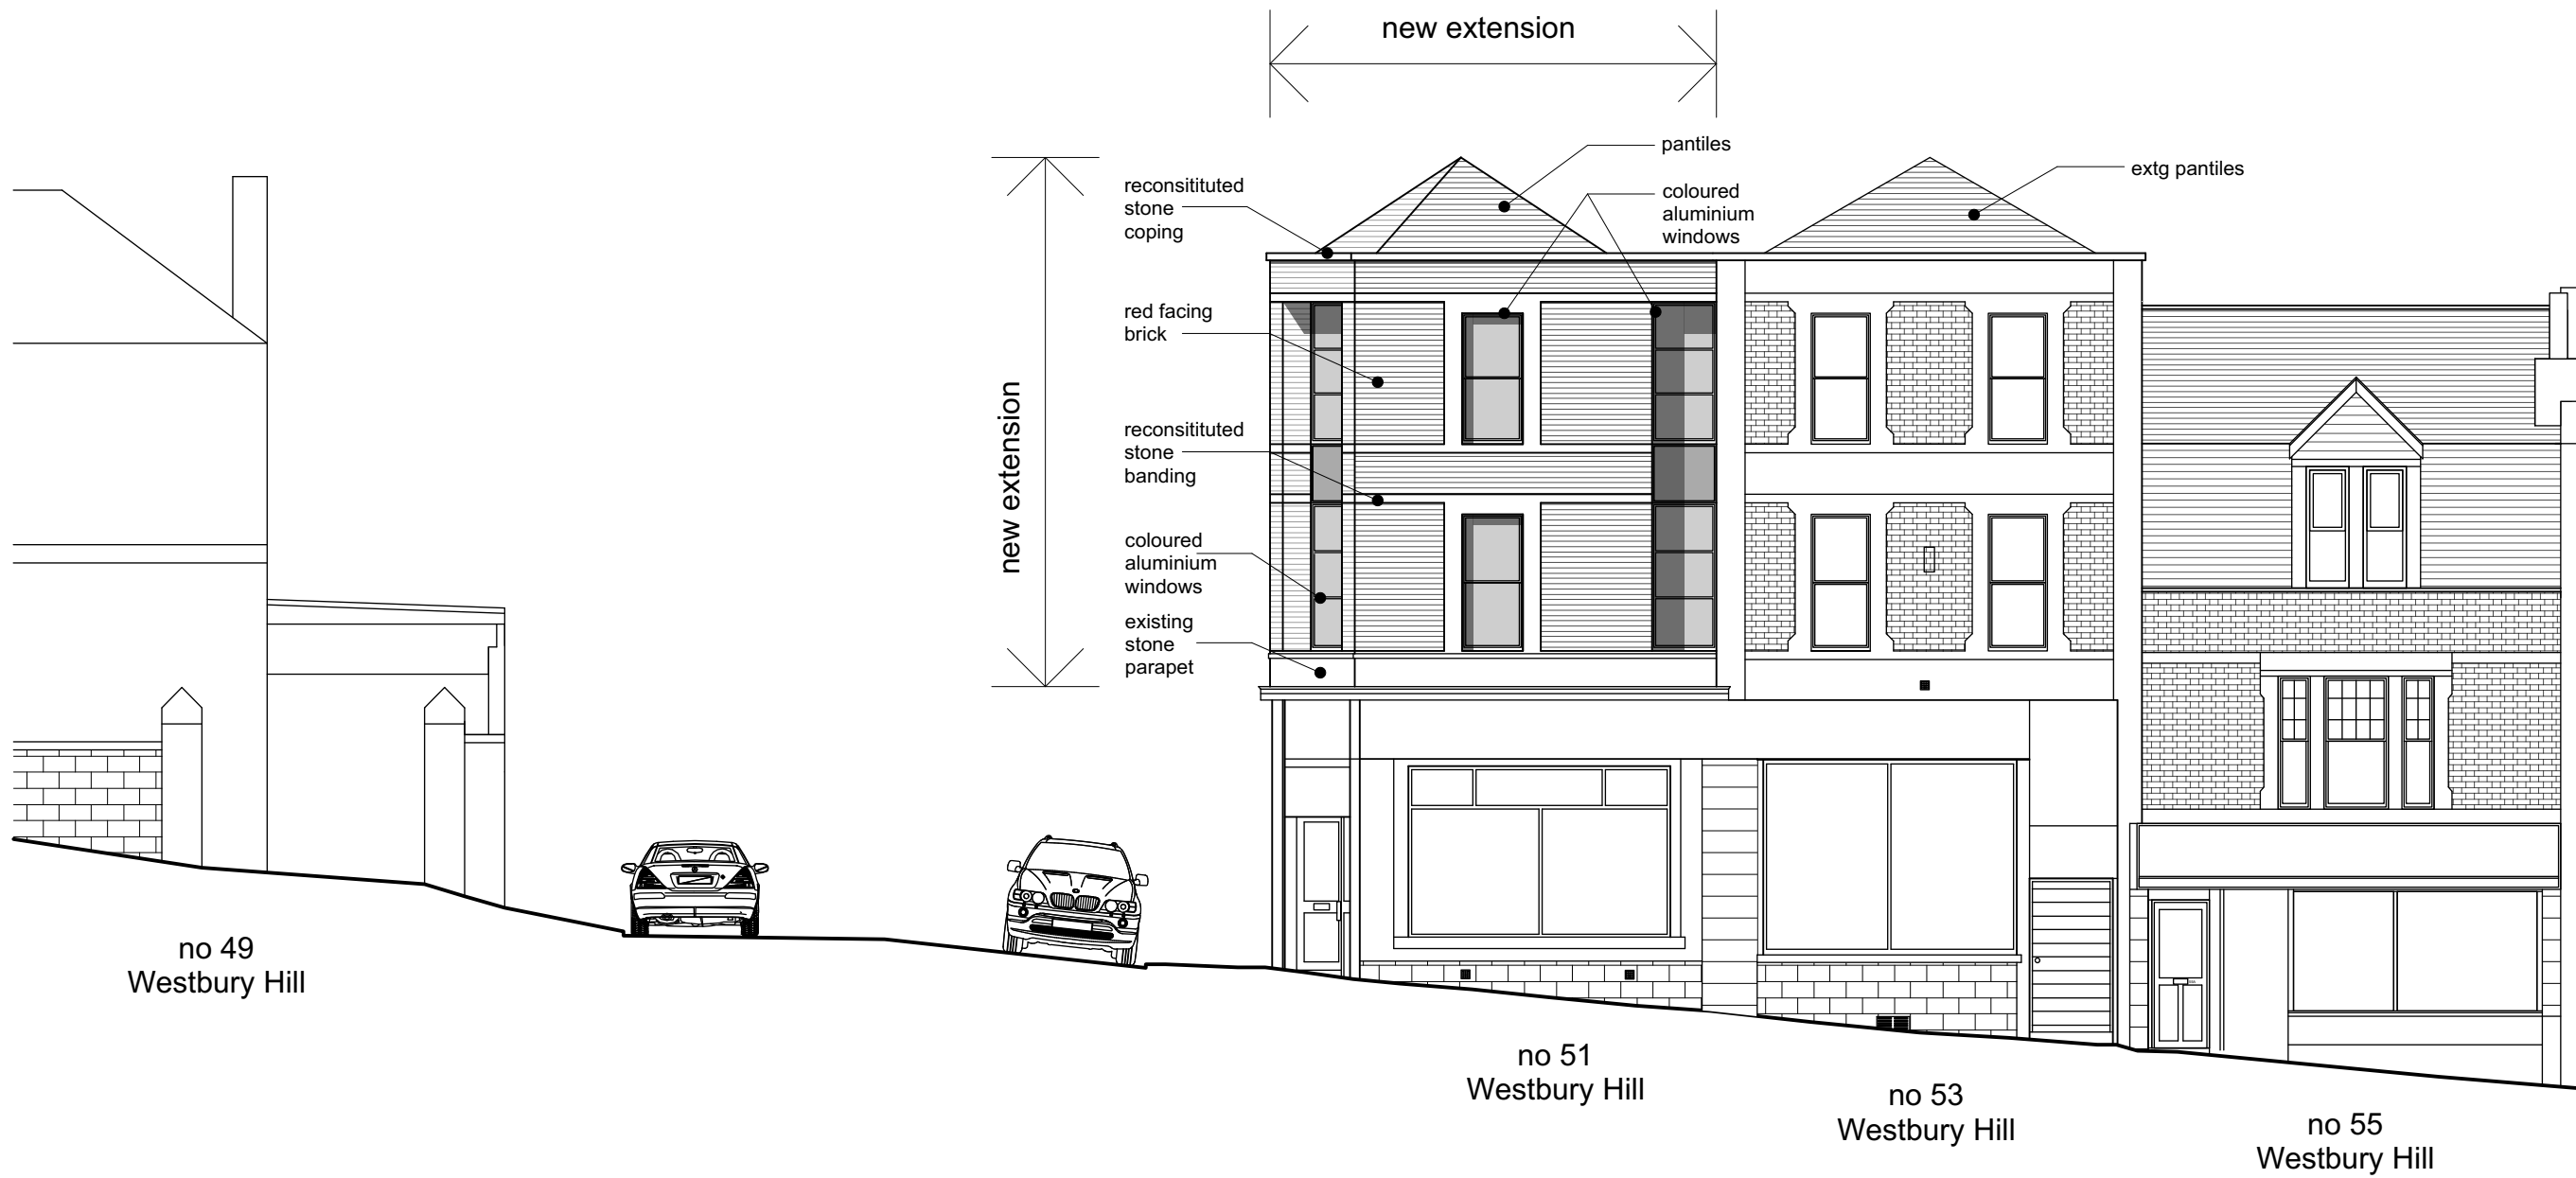 new extension
pantiles
extg pantiles
reconsitituted
stone
coping
coloured
aluminium
windows
red facing
brick
new extension
reconsitituted
stone
banding
coloured
aluminium
windows
existing
stone
parapet
no 49
Westbury Hill
no 51
Westbury Hill
no 53
Westbury Hill
no 55
Westbury Hill